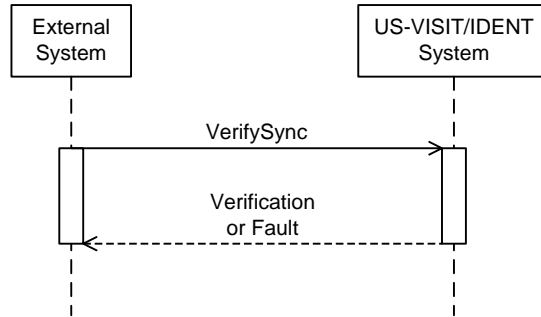 External
System
US-VISIT/IDENT
System
VerifySync
Verification
or Fault